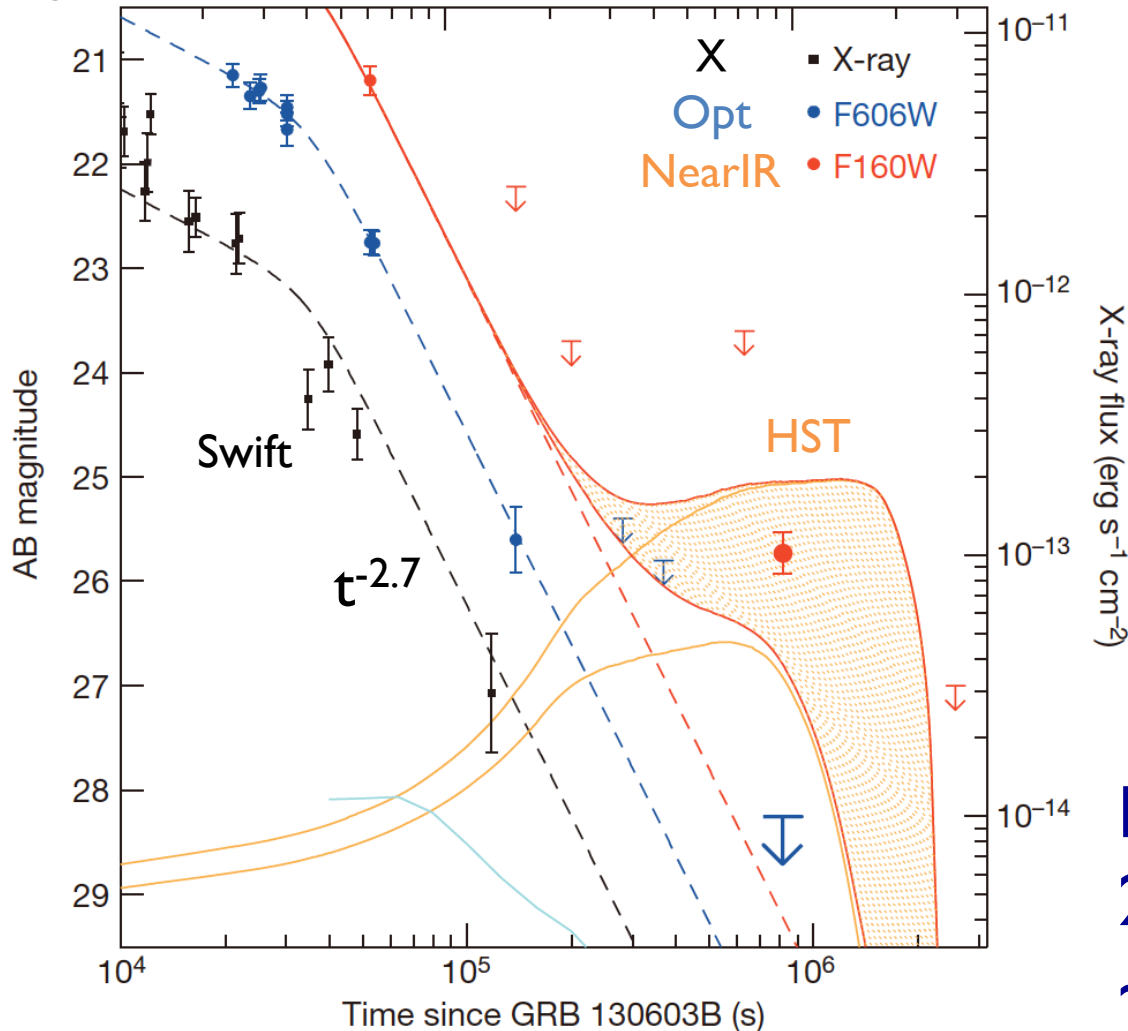 21
22
23
24
25
26
27
28
29
AB magnitude
10⁻¹¹
10⁻¹²
10⁻¹³
10⁻¹⁴
X-ray flux (erg s⁻¹ cm⁻²)
X
Opt
NearIR
X-ray
F606W
F160W
HST
Swift
t⁻²·⁷
10⁴
10⁵
10⁶
Time since GRB 130603B (s)